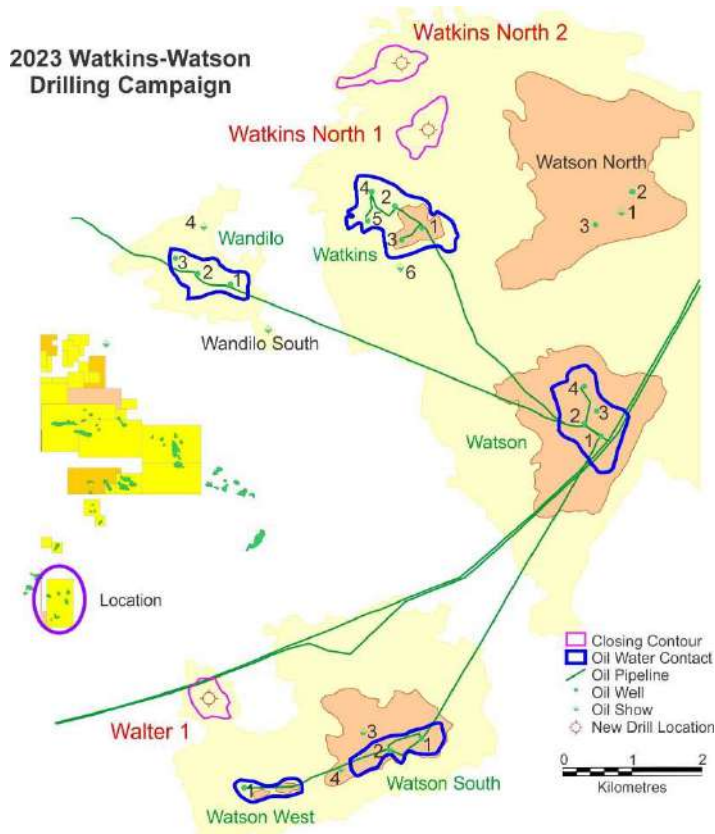 2023 Watkins-Watson
Drilling Campaign
Watkins North 2
Watkins North 1
Watson North
2
1
3
4
2
5
1
3
Watkins
6
4
Wandilo
3
2
1
Wandilo South
4
3
2
1
Watson
Location
Closing Contour
Oil Water Contact
Oil Pipeline
Oil Well
Oil Show
New Drill Location
0 1 2
Kilometres
Walter 1
3
2
1
4
Watson South
1
Watson West